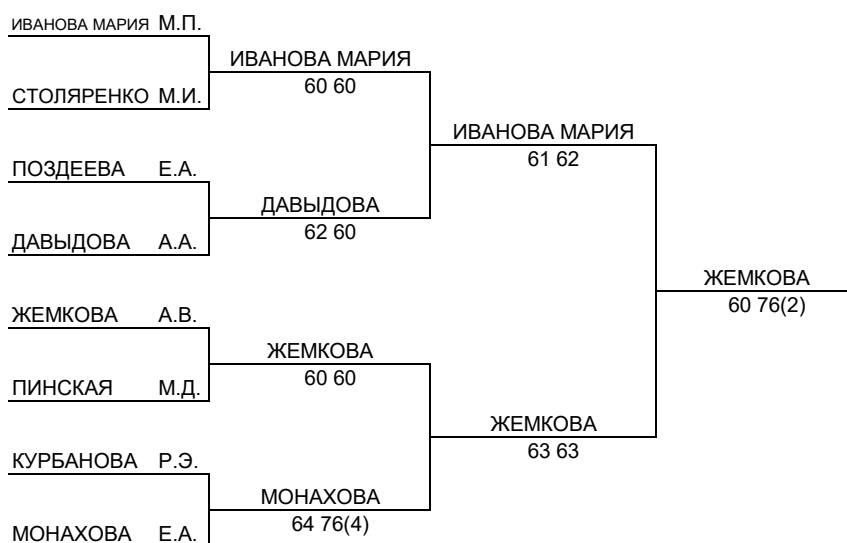 ИВАНОВА МАРИЯ М.П.
ИВАНОВА МАРИЯ
60 60
СТОЛЯРЕНКО М.И.
ИВАНОВА МАРИЯ
61 62
ПОЗДЕЕВА Е.А.
ДАВЫДОВА
62 60
ДАВЫДОВА А.А.
ЖЕМКОВА
60 76(2)
ЖЕМКОВА А.В.
ЖЕМКОВА
60 60
ПИНСКАЯ М.Д.
ЖЕМКОВА
63 63
КУРБАНОВА Р.Э.
МОНАХОВА
64 76(4)
МОНАХОВА Е.А.